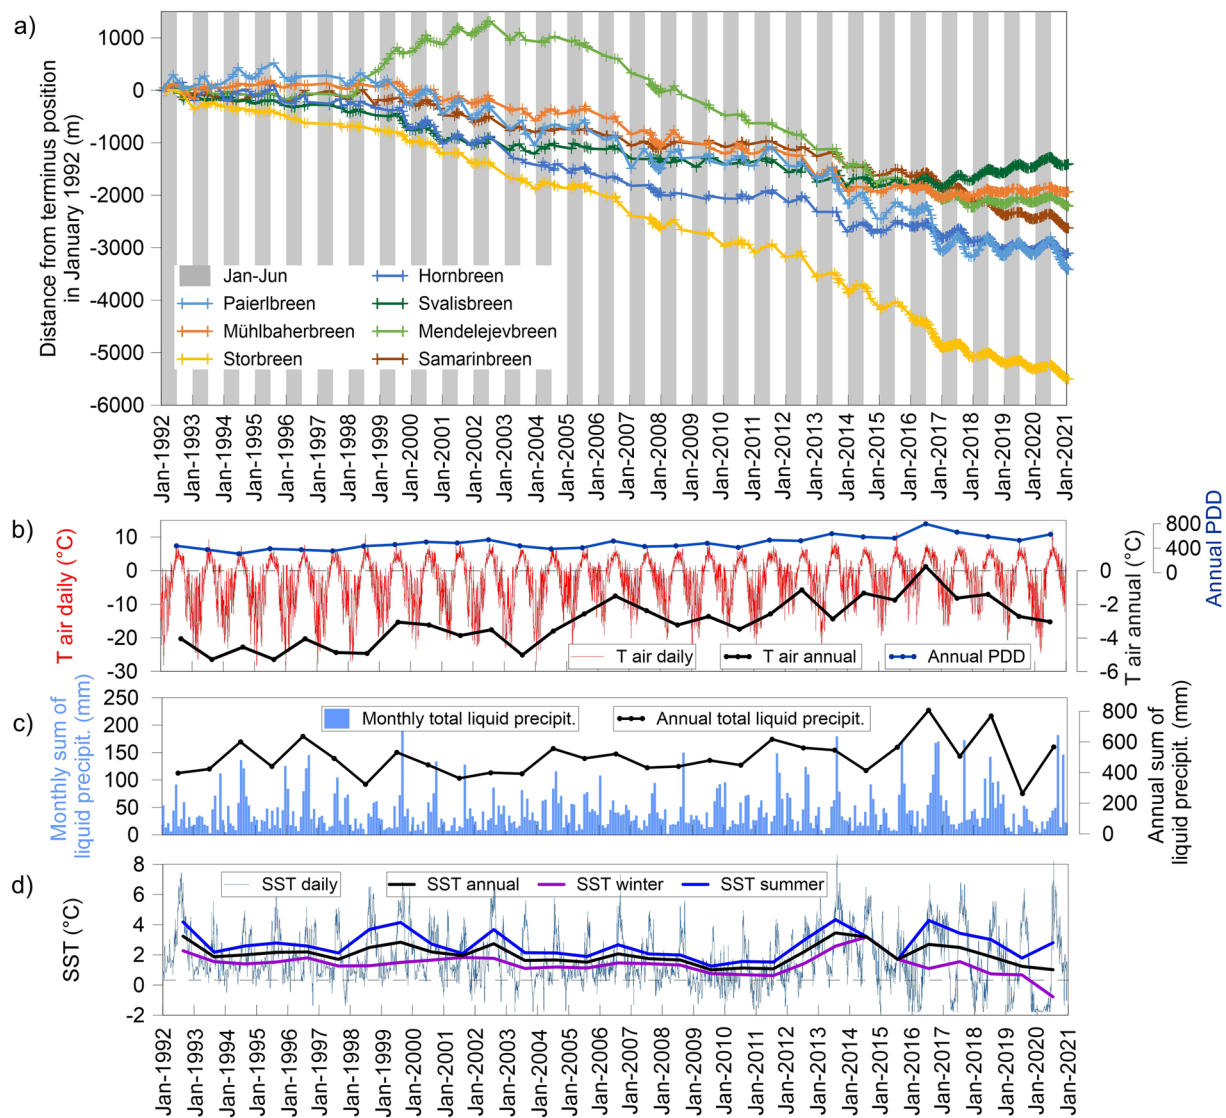 a)
Distance from terminus position
in January 1992 (m)
1000
0
-1000
-2000
-3000
-4000
-5000
-6000
Jan-Jun
Hornbreen
Paierlbreen
Svalisbreen
Mühlbaherbreen
Mendelejevbreen
Storbreen
Samarinbreen
Jan-1992
Jan-1993
Jan-1994
Jan-1995
Jan-1996
Jan-1997
Jan-1998
Jan-1999
Jan-2000
Jan-2001
Jan-2002
Jan-2003
Jan-2004
Jan-2005
Jan-2006
Jan-2007
Jan-2008
Jan-2009
Jan-2010
Jan-2011
Jan-2012
Jan-2013
Jan-2014
Jan-2015
Jan-2016
Jan-2017
Jan-2018
Jan-2019
Jan-2020
Jan-2021
b)
T air daily (°C)
10
0
-10
-20
-30
T air daily
T air annual
Annual PDD
0
-2
-4
-6
T air annual (°C)
800
400
0
Annual PDD
c)
Monthly sum of
liquid precipit. (mm)
250
200
150
100
50
0
Monthly total liquid precipit.
Annual total liquid precipit.
800
600
400
200
0
Annual sum of
liquid precipit. (mm)
d)
SST (°C)
8
6
4
2
0
-2
SST daily
SST annual
SST winter
SST summer
Jan-1992
Jan-1993
Jan-1994
Jan-1995
Jan-1996
Jan-1997
Jan-1998
Jan-1999
Jan-2000
Jan-2001
Jan-2002
Jan-2003
Jan-2004
Jan-2005
Jan-2006
Jan-2007
Jan-2008
Jan-2009
Jan-2010
Jan-2011
Jan-2012
Jan-2013
Jan-2014
Jan-2015
Jan-2016
Jan-2017
Jan-2018
Jan-2019
Jan-2020
Jan-2021